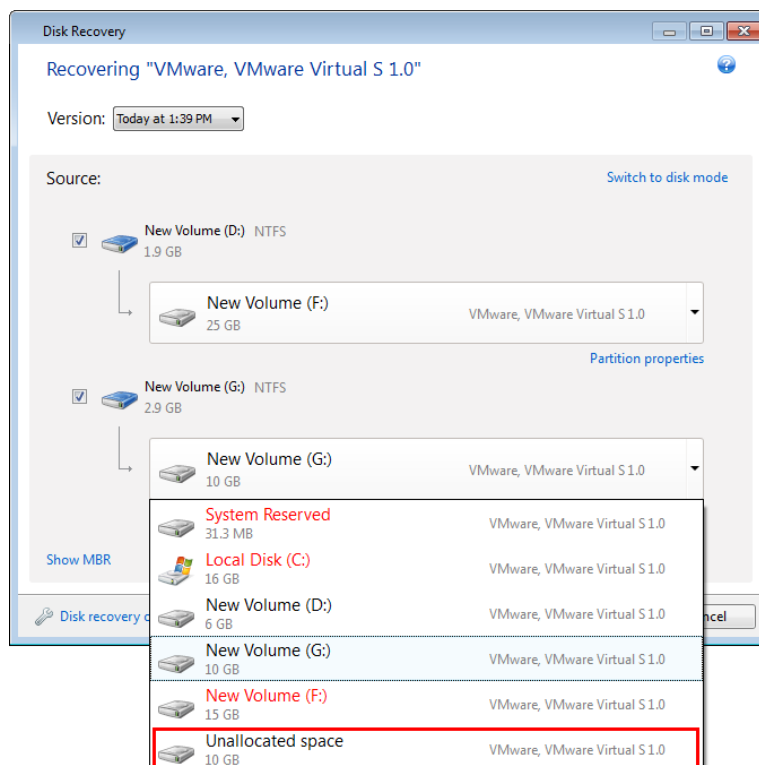 Disk Recovery
Recovering "VMware, VMware Virtual S 1.0"
Version: Today at 1:39 PM
Source:
Switch to disk mode
New Volume (D:) NTFS
1.9 GB
New Volume (F:)
25 GB
VMware, VMware Virtual S 1.0
Partition properties
New Volume (G:) NTFS
2.9 GB
New Volume (G:)
10 GB
VMware, VMware Virtual S 1.0
System Reserved
31.3 MB
VMware, VMware Virtual S 1.0
Show MBR
Local Disk (C:)
16 GB
VMware, VMware Virtual S 1.0
Disk recovery
New Volume (D:)
6 GB
VMware, VMware Virtual S 1.0
ncel
New Volume (G:)
10 GB
VMware, VMware Virtual S 1.0
New Volume (F:)
15 GB
VMware, VMware Virtual S 1.0
Unallocated space
10 GB
VMware, VMware Virtual S 1.0